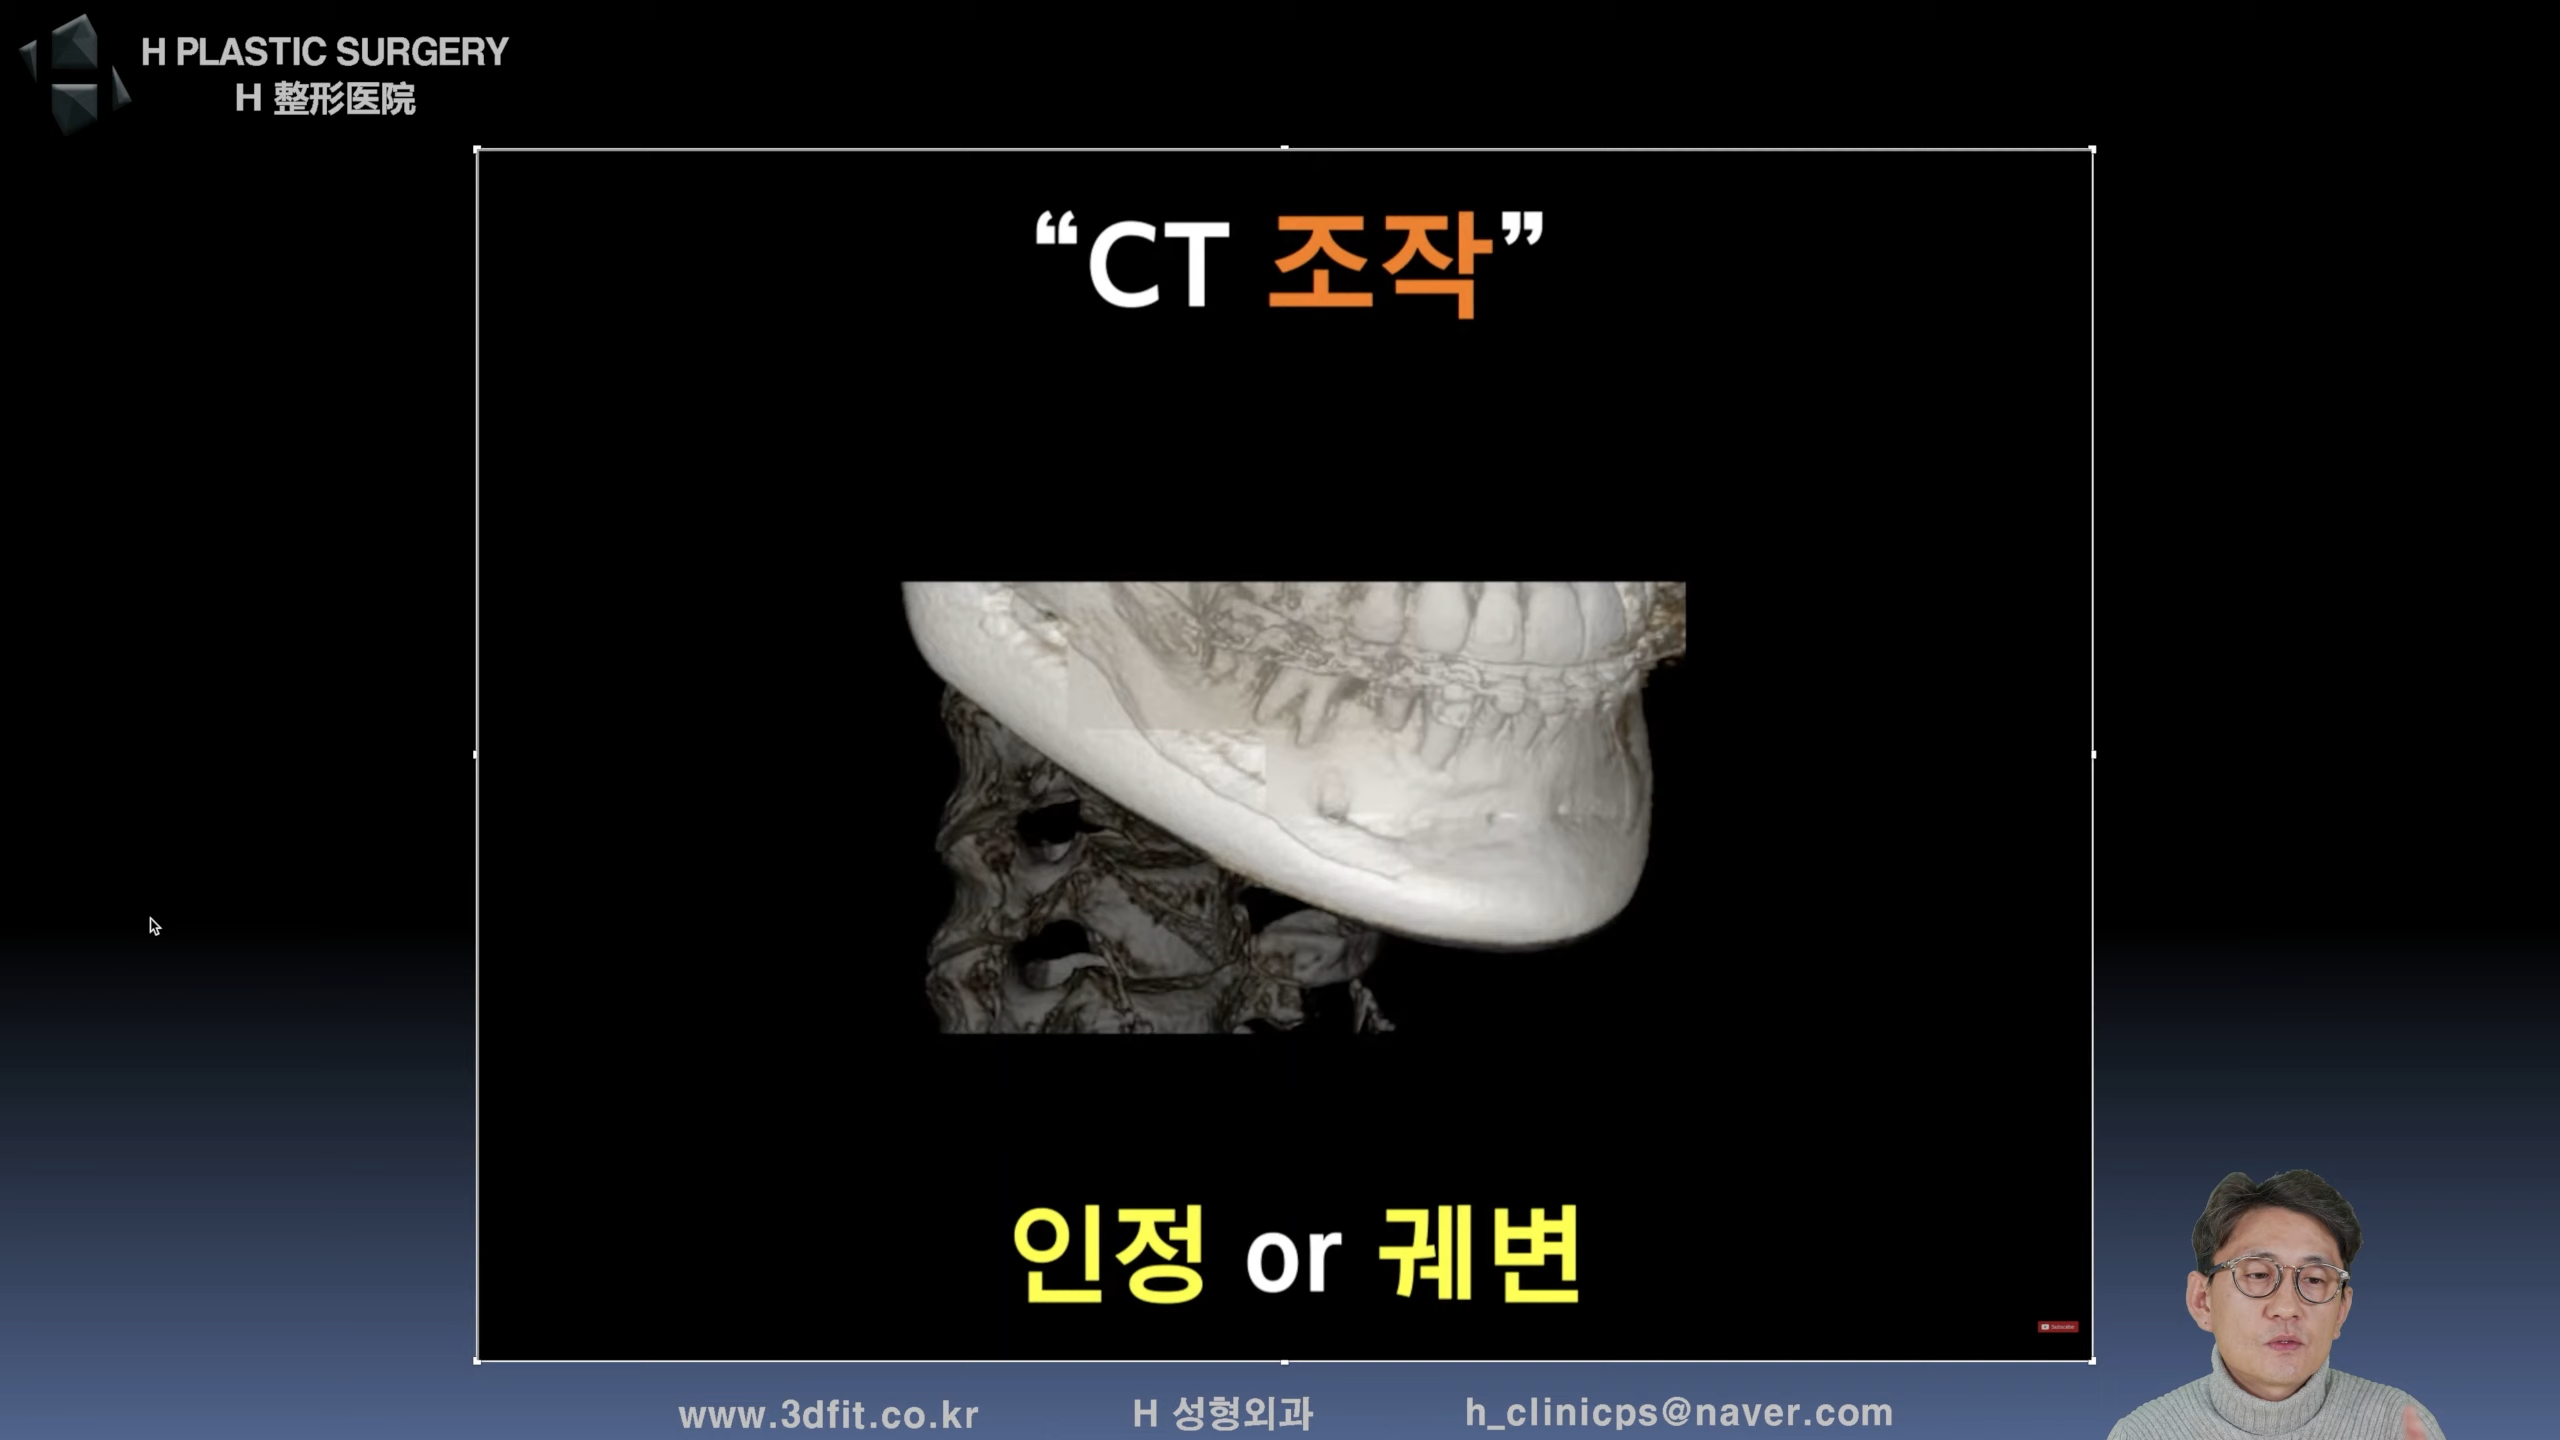 H PLASTIC SURGERY
H 整形医院
“CT 조작”
인정 or 궤변
Subscribe
www.3dfit.co.kr
H 성형외과
h_clinicps@naver.com